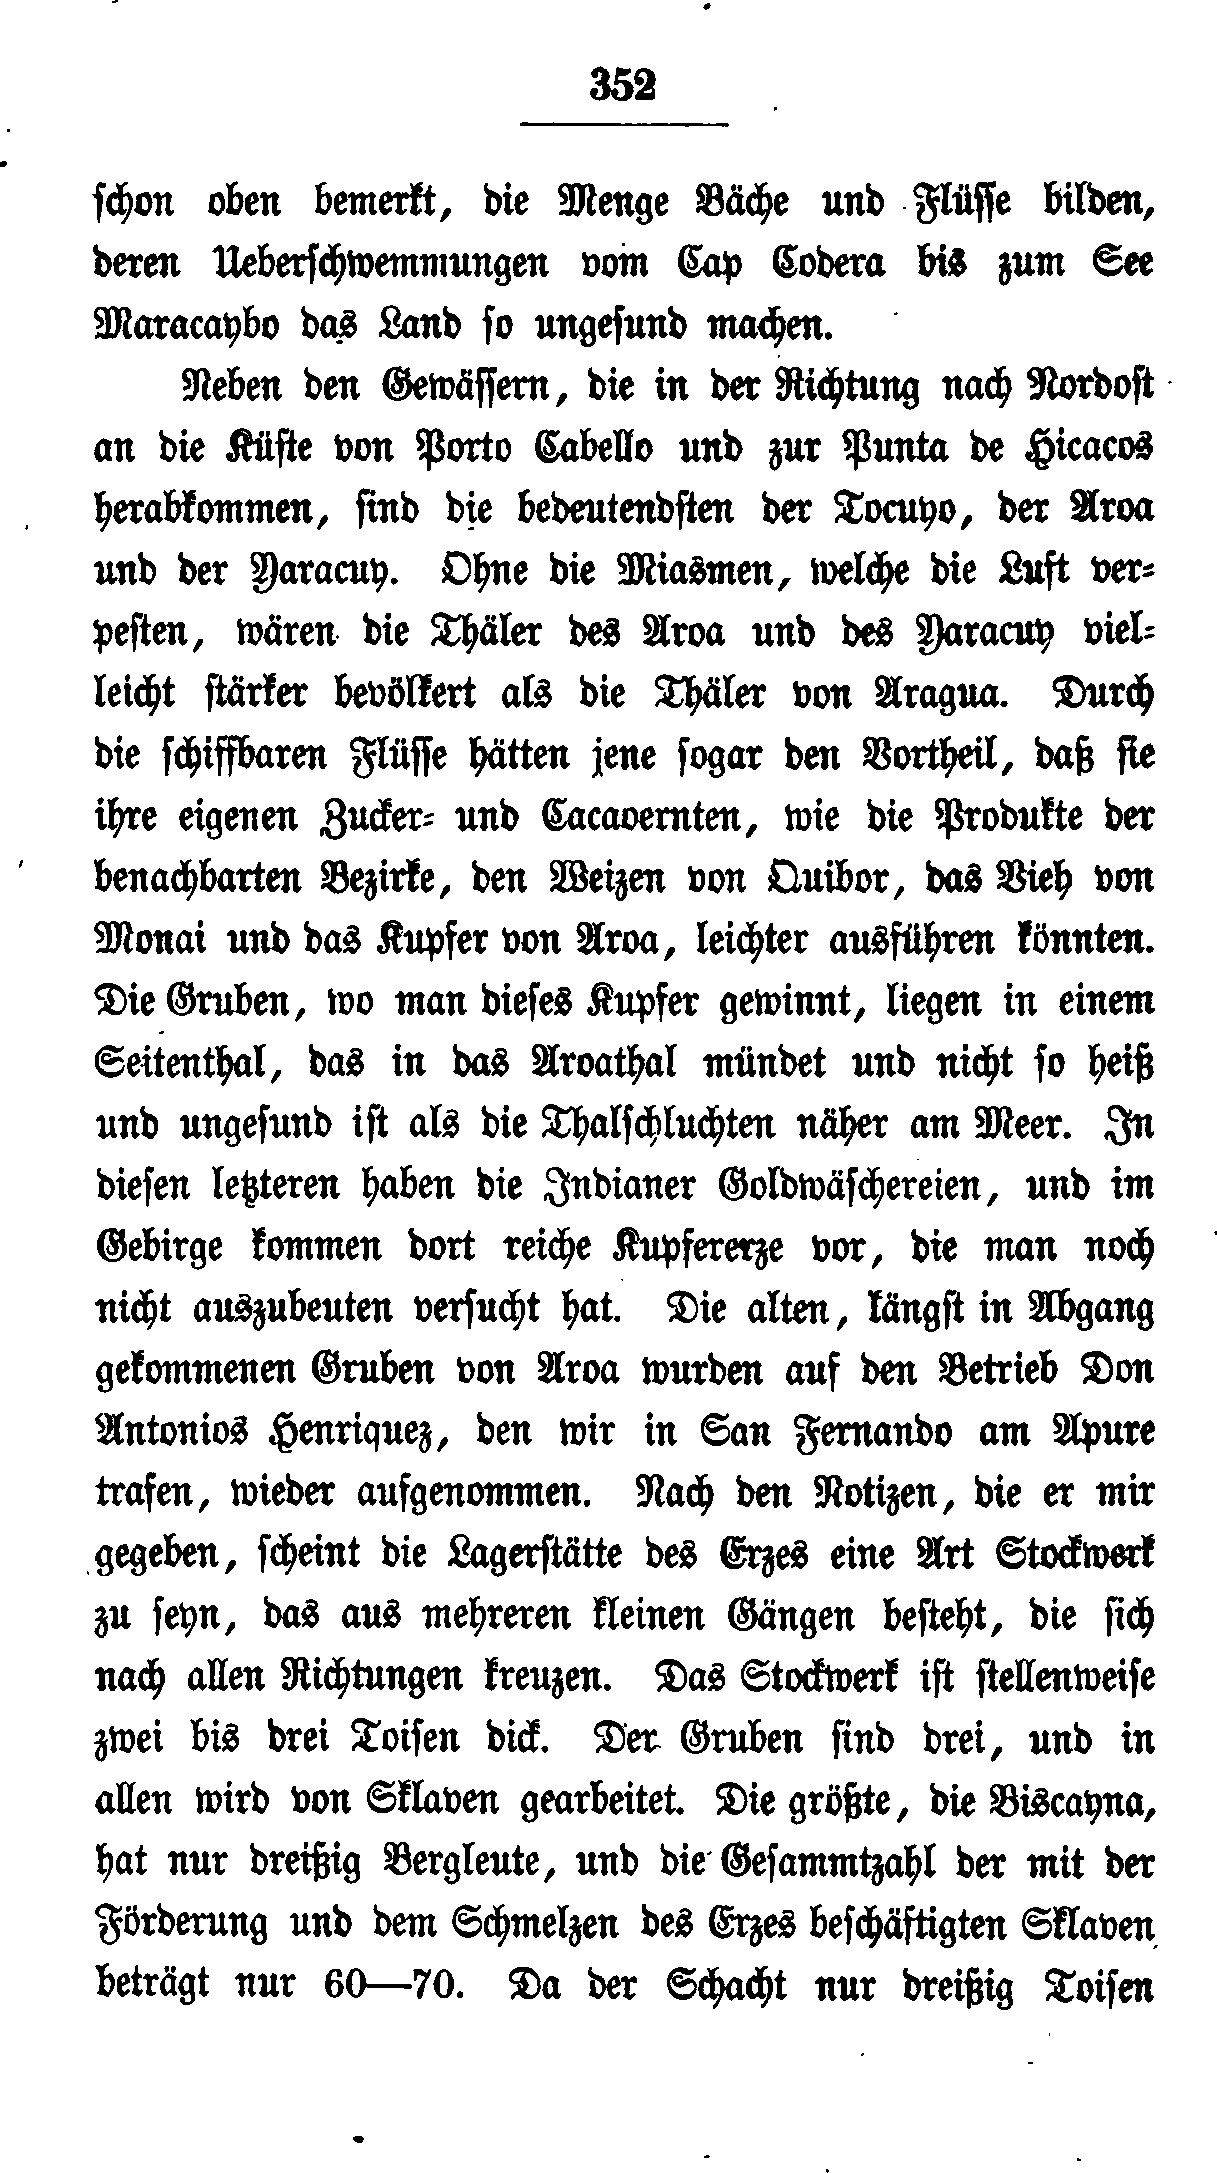 352
schon oben bemerkt, die Menge Bäche und Flüsse bilden,
deren Ueberschwemmungen vom Cap Codera bis zum See
Maracaybo das Land so ungesund machen.
Neben den Gewässern, die in der Richtung nach Nordost
an die Küste von Porto Cabello und zur Punta de Hicacos
herabkommen, sind die bedeutendsten der Tocuyo, der Aroa
und der Yaracuy. Ohne die Miasmen, welche die Luft ver-
pesten, wären die Thäler des Aroa und des Yaracuy viel-
leicht stärker bevölkert als die Thäler von Aragua. Durch
die schiffbaren Flüsse hätten jene sogar den Vortheil, daß sie
ihre eigenen Zucker- und Cacaoernten, wie die Produkte der
benachbarten Bezirke, den Weizen von Quibor, das Vieh von
Monai und das Kupfer von Aroa, leichter ausführen könnten.
Die Gruben, wo man dieses Kupfer gewinnt, liegen in einem
Seitenthal, das in das Aroathal mündet und nicht so heiß
und ungesund ist als die Thalschluchten näher am Meer. In
diesen letzteren haben die Indianer Goldwäschereien, und im
Gebirge kommen dort reiche Kupfererze vor, die man noch
nicht auszubeuten versucht hat. Die alten, längst in Abgang
gekommenen Gruben von Aroa wurden auf den Betrieb Don
Antonios Henriquez, den wir in San Fernando am Apure
trafen, wieder aufgenommen. Nach den Notizen, die er mir
gegeben, scheint die Lagerstätte des Erzes eine Art Stockwerk
zu seyn, das aus mehreren kleinen Gängen besteht, die sich
nach allen Richtungen kreuzen. Das Stockwerk ist stellenweise
zwei bis drei Toisen dick. Der Gruben sind drei, und in
allen wird von Sklaven gearbeitet. Die größte, die Biscayna,
hat nur dreißig Bergleute, und die Gesammtzahl der mit der
Förderung und dem Schmelzen des Erzes beschäftigten Sklaven
beträgt nur 60—70. Da der Schacht nur dreißig Toisen